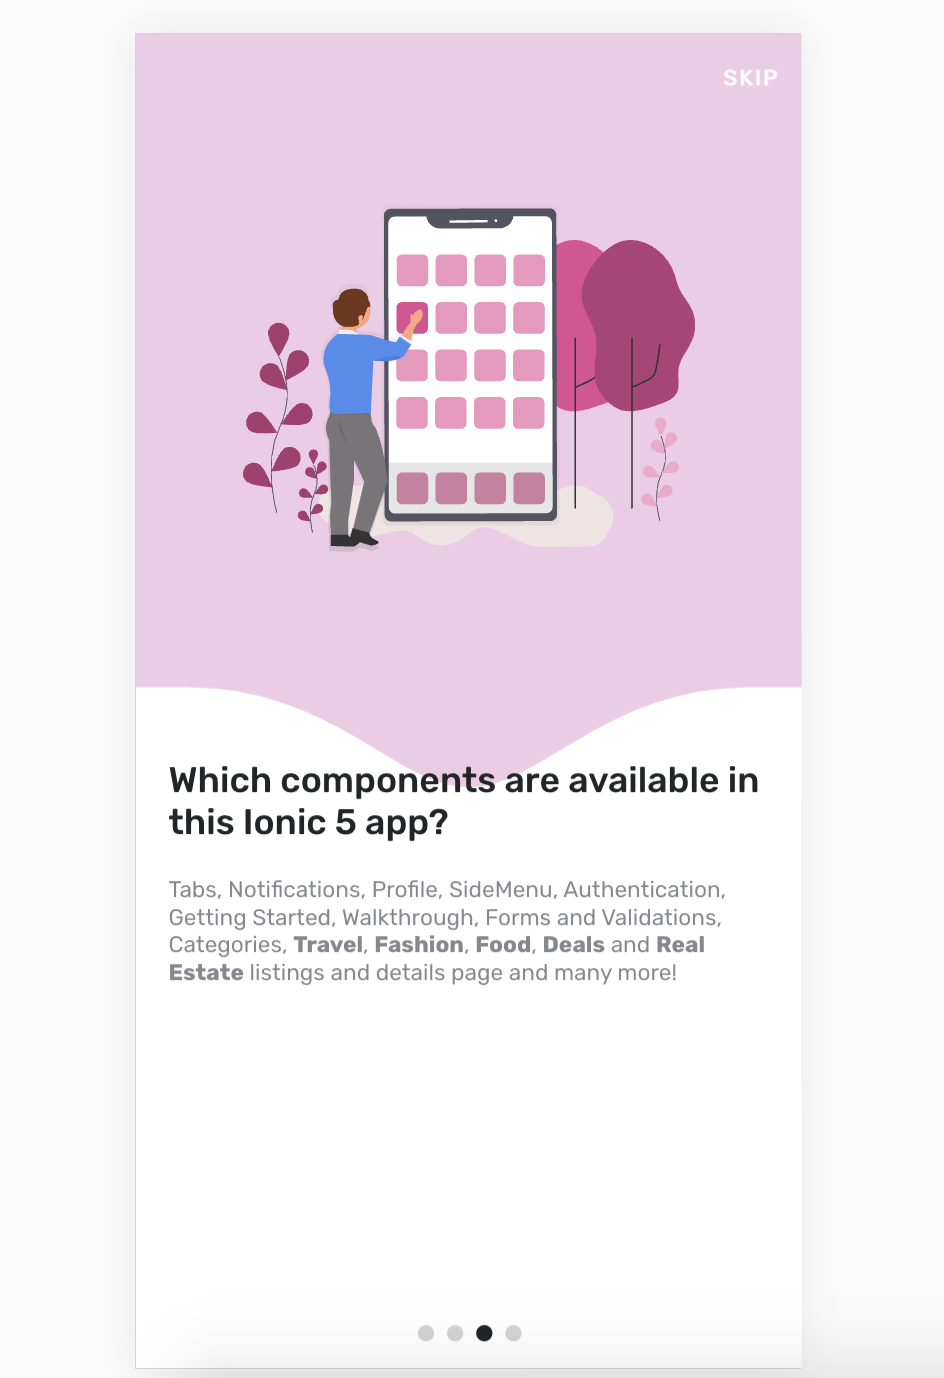 SKIP
Which components are available in
this Ionic 5 app?
Tabs, Notifications, Profile, SideMenu, Authentication,
Getting Started, Walkthrough, Forms and Validations,
Categories, Travel, Fashion, Food, Deals and Real
Estate listings and details page and many more!